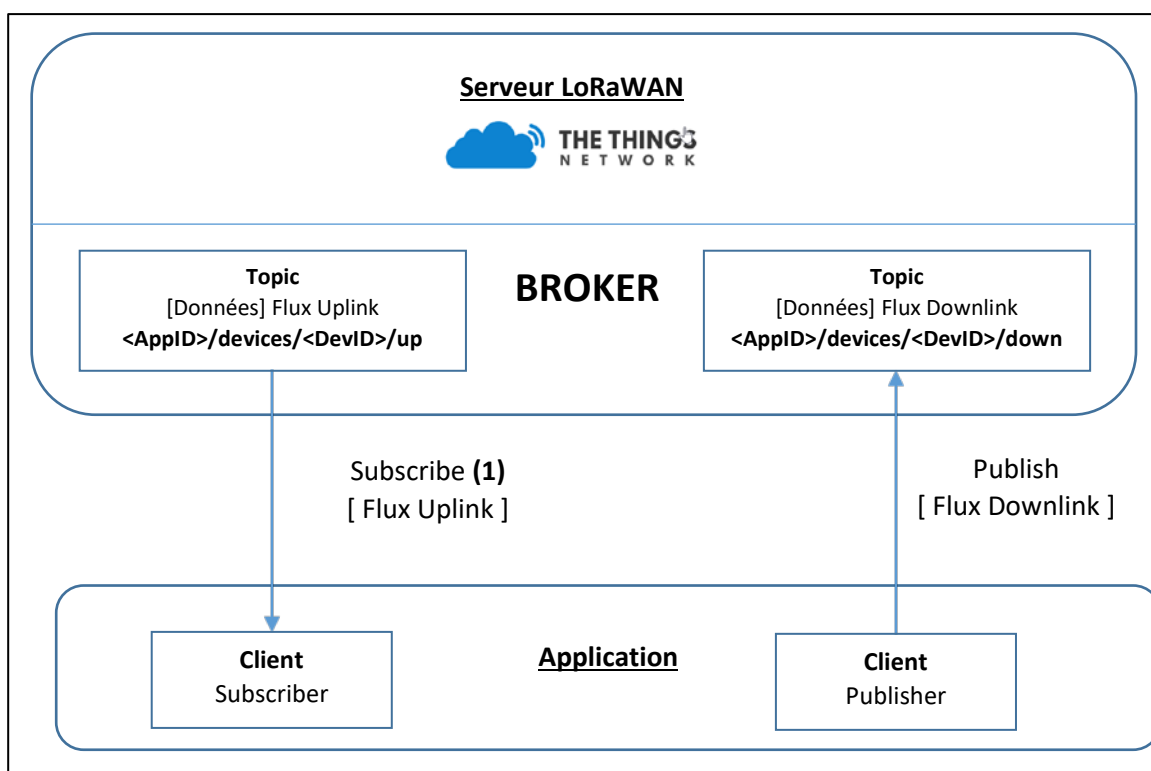 Serveur LoRaWAN
THE THINGS
NETWORK
BROKER
Topic
[Données] Flux Uplink
<AppID>/devices/<DevID>/up
Topic
[Données] Flux Downlink
<AppID>/devices/<DevID>/down
Subscribe (1)
[ Flux Uplink ]
Publish
[ Flux Downlink ]
Client
Subscriber
Application
Client
Publisher